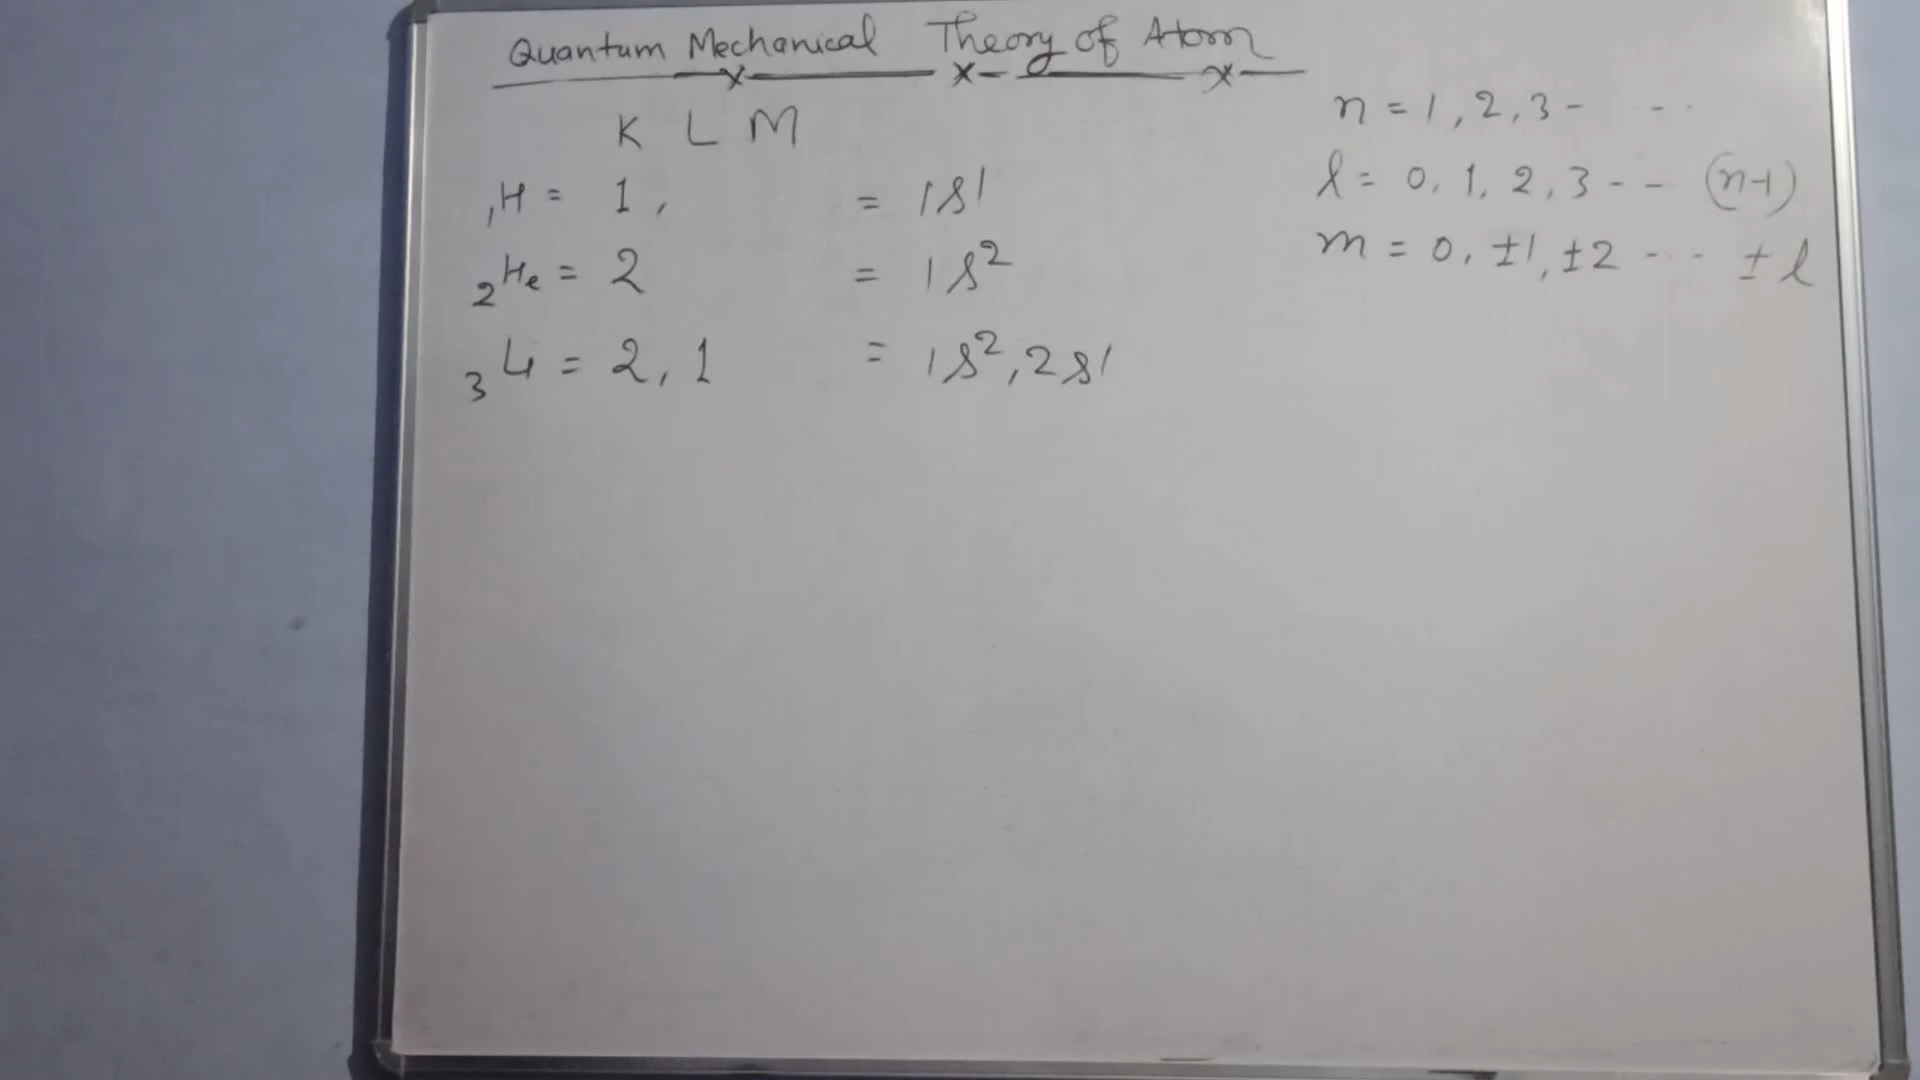 Quantum Mechanical Theory of Atom
K L M
₁H = 1, = 1s¹
₂He = 2 = 1s²
₃Li = 2, 1 = 1s², 2s¹
n = 1, 2, 3 - - - -
l = 0, 1, 2, 3 - - (n-1)
m = 0, ±1, ±2 - - - - ± l